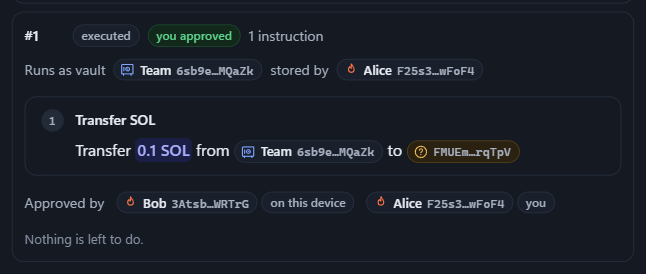 #1 executed you approved 1 instruction
Runs as vault Team 6sb9e…MQaZk stored by Alice F25s3…wFoF4
1 Transfer SOL
Transfer 0.1 SOL from Team 6sb9e…MQaZk to FMUEm…rqTpV
Approved by Bob 3Atsb…WRTrG on this device Alice F25s3…wFoF4 you
Nothing is left to do.